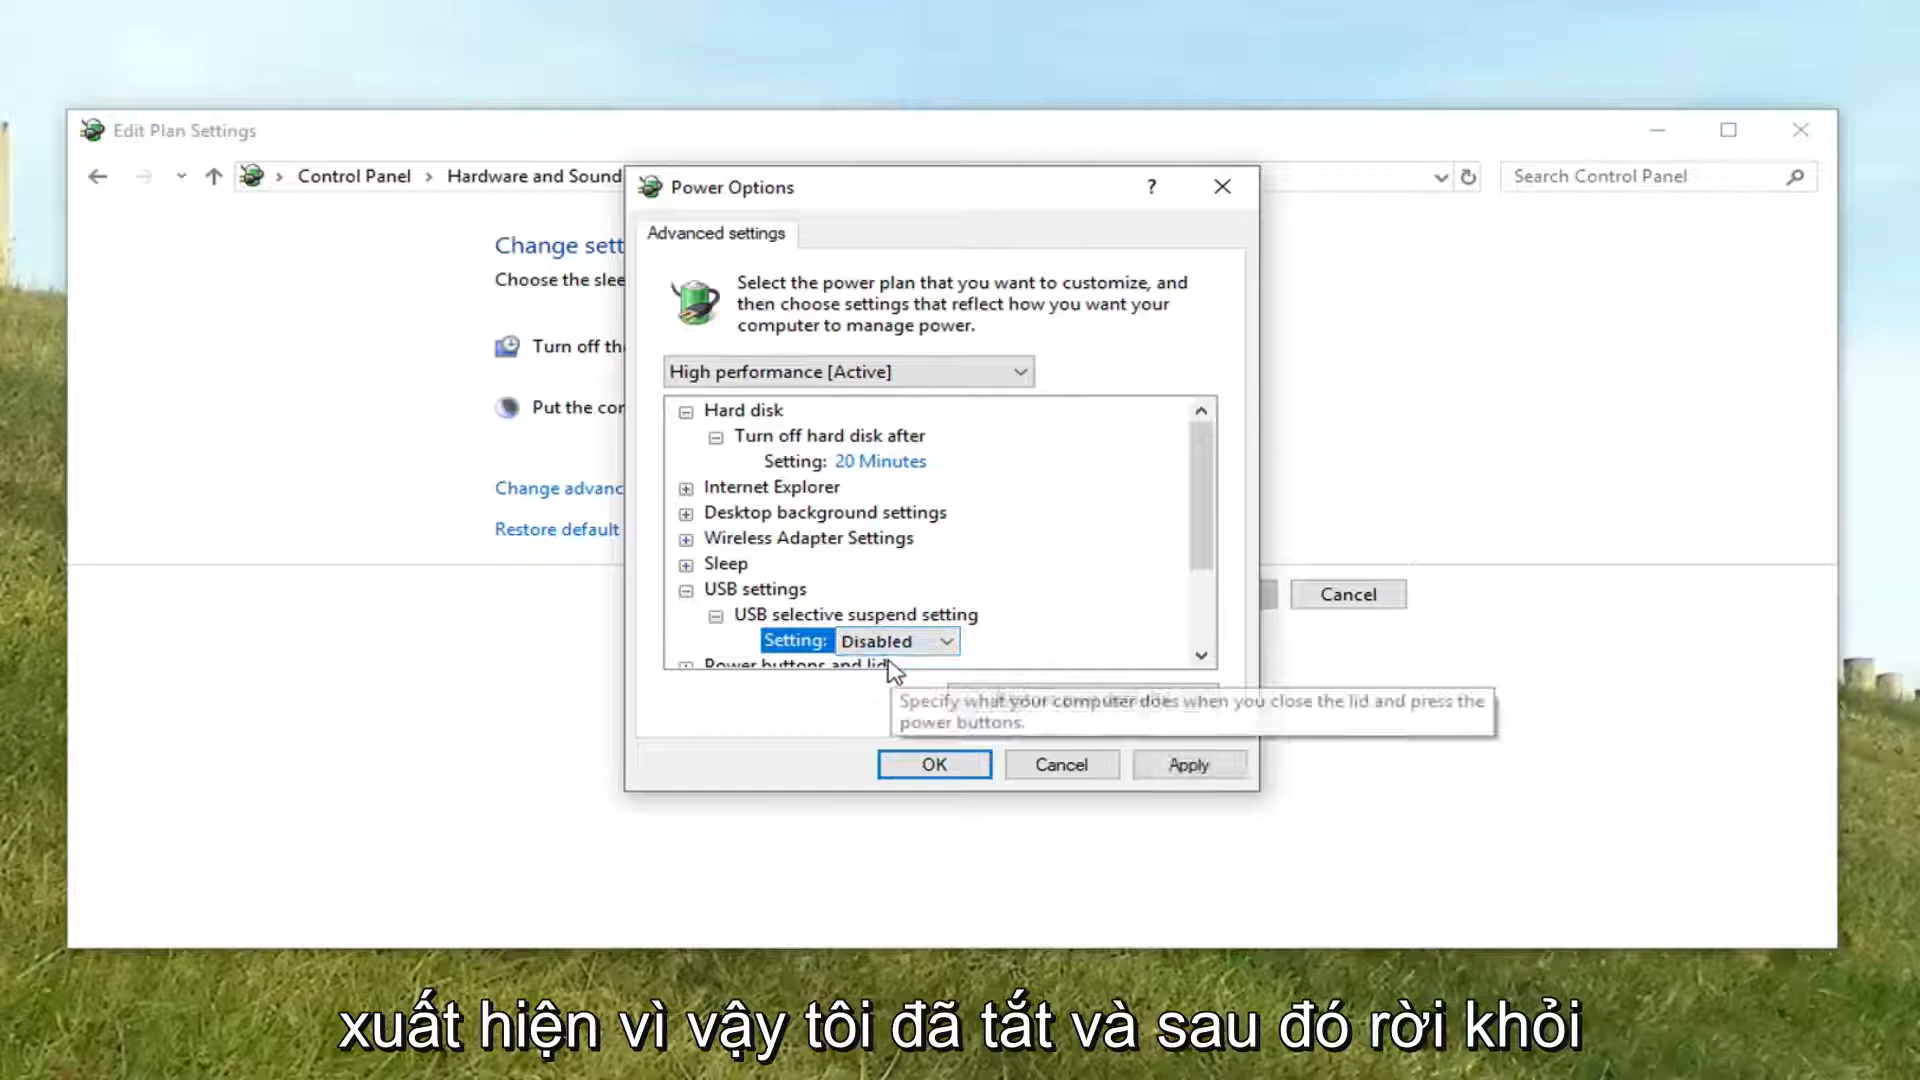 Edit Plan Settings
Control Panel
Hardware and Sound
Search Control Panel
Power Options
?
Advanced settings
Change sett
Choose the slee
Select the power plan that you want to customize, and
then choose settings that reflect how you want your
computer to manage power.
Turn off th
High performance [Active]
Put the cor
Hard disk
Turn off hard disk after
Setting: 20 Minutes
Change advanc
Internet Explorer
Desktop background settings
Restore default
Wireless Adapter Settings
Sleep
USB settings
Cancel
USB selective suspend setting
Setting: Disabled
Power buttons and lid
Specify what your computer does when you close the lid and press the
power buttons.
OK
Cancel
Apply
xuất hiện vì vậy tôi đã tắt và sau đó rời khỏi